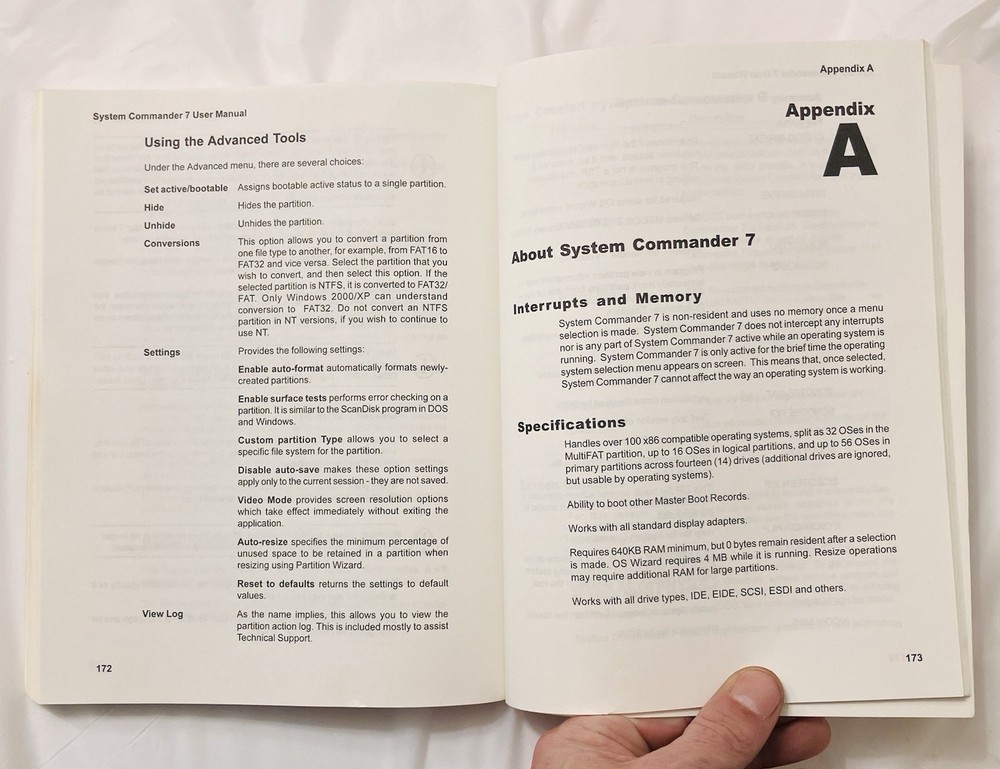 System Commander 7 User Manual
Using the Advanced Tools
Under the Advanced menu, there are several choices:
Set active/bootable Assigns bootable active status to a single partition.
Hide Hides the partition.
Unhide Unhides the partition.
Conversions This option allows you to convert a partition from
one file type to another, for example, from FAT16 to
FAT32 and vice versa. Select the partition that you
wish to convert, and then select this option. If the
selected partition is NTFS, it is converted to FAT32/
FAT. Only Windows 2000/XP can understand
conversion to FAT32. Do not convert an NTFS
partition in NT versions, if you wish to continue to
use NT.
Settings Provides the following settings:
Enable auto-format automatically formats newly-
created partitions.
Enable surface tests performs error checking on a
partition. It is similar to the ScanDisk program in DOS
and Windows.
Custom partition Type allows you to select a
specific file system for the partition.
Disable auto-save makes these option settings
apply only to the current session - they are not saved.
Video Mode provides screen resolution options
which take effect immediately without exiting the
application.
Auto-resize specifies the minimum percentage of
unused space to be retained in a partition when
resizing using Partition Wizard.
Reset to defaults returns the settings to default
values.
View Log As the name implies, this allows you to view the
partition action log. This is included mostly to assist
Technical Support.
172
Appendix A
Appendix
A
About System Commander 7
Interrupts and Memory
System Commander 7 is non-resident and uses no memory once a menu
selection is made. System Commander 7 does not intercept any interrupts
nor is any part of System Commander 7 active while an operating system is
running. System Commander 7 is only active for the brief time the operating
system selection menu appears on screen. This means that, once selected,
System Commander 7 cannot affect the way an operating system is working.
Specifications
Handles over 100 x86 compatible operating systems, split as 32 OSes in the
MultiFAT partition, up to 16 OSes in logical partitions, and up to 56 OSes in
primary partitions across fourteen (14) drives (additional drives are ignored,
but usable by operating systems).
Ability to boot other Master Boot Records.
Works with all standard display adapters.
Requires 640KB RAM minimum, but 0 bytes remain resident after a selection
is made. OS Wizard requires 4 MB while it is running. Resize operations
may require additional RAM for large partitions.
Works with all drive types, IDE, EIDE, SCSI, ESDI and others.
173